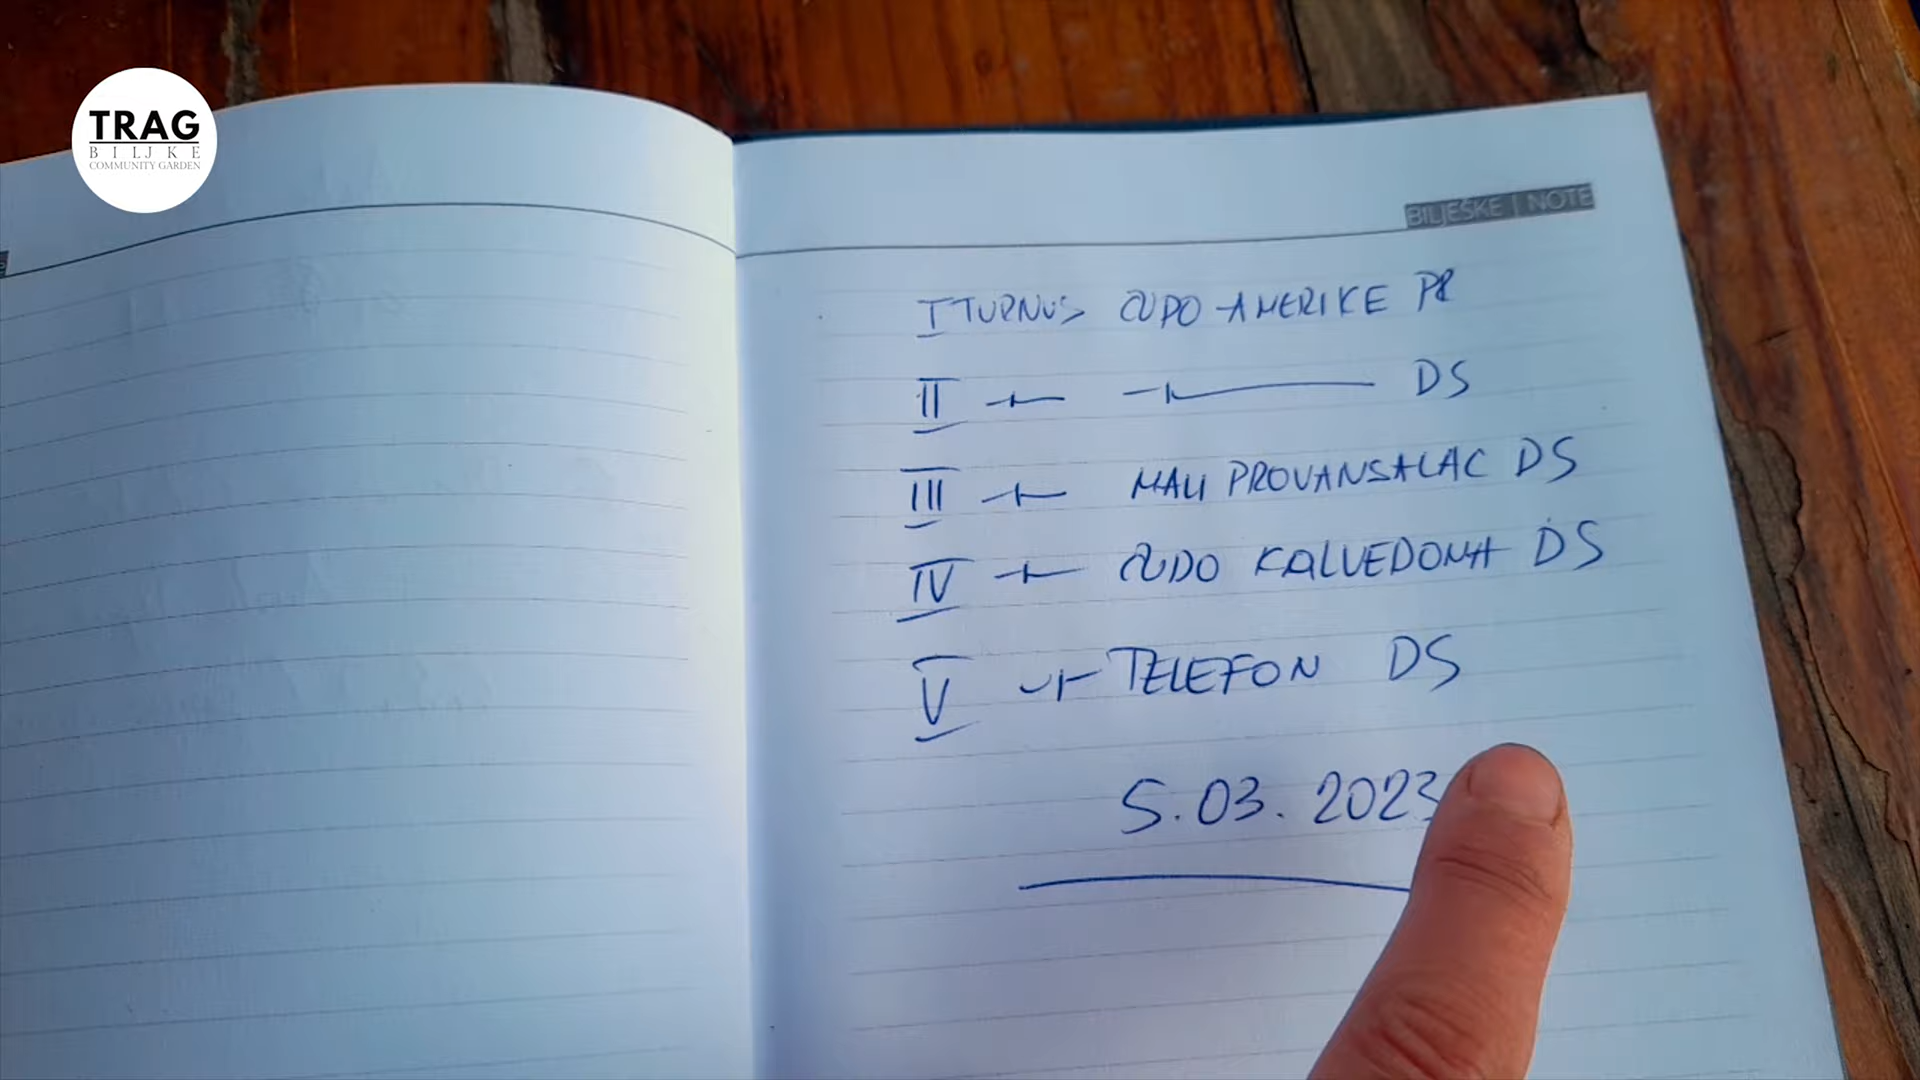 TRAG
BILJKE
COMMUNITY GARDEN
BILJEŠKE | NOTE
I TURNUS ČUDO AMERIKE PR
II —|— —|— DS
III —|— MALI PROVANSALAC DS
IV —|— ČUDO KALVEDONA DS
V —|— TELEFON DS
5.03.2023